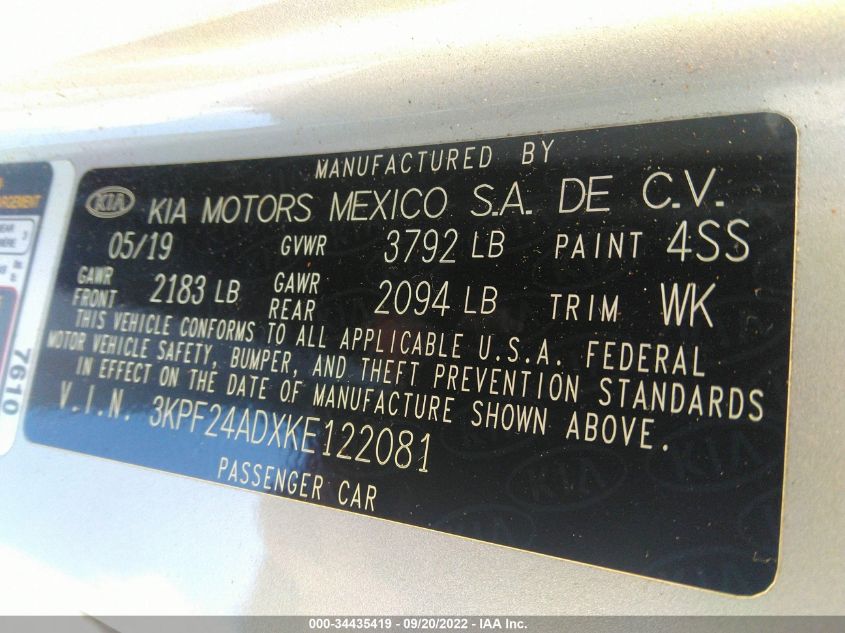 MANUFACTURED BY
KIA KIA MOTORS MEXICO S.A. DE C.V.
05/19 GVWR 3792 LB PAINT 4SS
GAWR FRONT 2183 LB GAWR REAR 2094 LB TRIM WK
THIS VEHICLE CONFORMS TO ALL APPLICABLE U.S.A. FEDERAL
MOTOR VEHICLE SAFETY, BUMPER, AND THEFT PREVENTION STANDARDS
IN EFFECT ON THE DATE OF MANUFACTURE SHOWN ABOVE.
V.I.N. 3KPF24ADXKE122081
PASSENGER CAR
7610
000-34435419 - 09/20/2022 - IAA Inc.